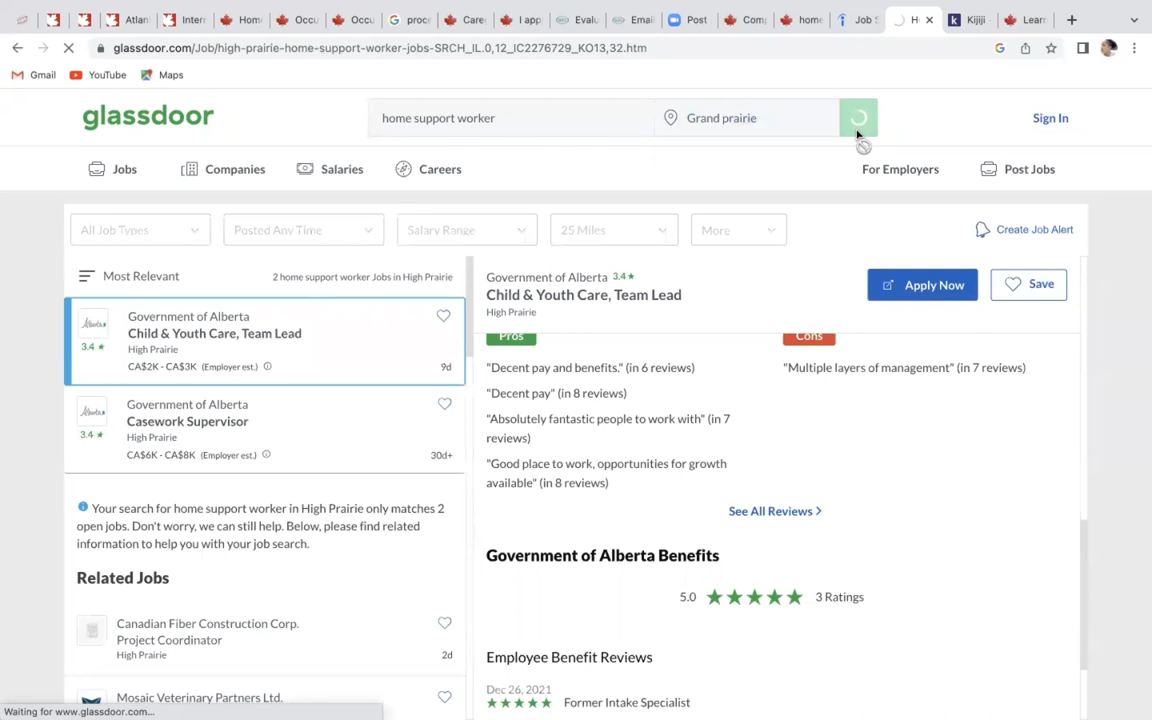 Atlan
Intern
Home
Occu
Occu
proce
Care
I app
Evalu
Email
Post
Comp
home
Job S
H
Kijiji
Learn
glassdoor.com/Job/high-prairie-home-support-worker-jobs-SRCH_IL.0,12_IC2276729_KO13,32.htm
Gmail
YouTube
Maps
glassdoor
home support worker
Grand prairie
Sign In
Jobs
Companies
Salaries
Careers
For Employers
Post Jobs
All Job Types
Posted Any Time
Salary Range
25 Miles
More
Create Job Alert
Most Relevant
2 home support worker Jobs in High Prairie
Alberta
3.4 ★
Government of Alberta
Child & Youth Care, Team Lead
High Prairie
CA$2K - CA$3K (Employer est.)
9d
Alberta
3.4 ★
Government of Alberta
Casework Supervisor
High Prairie
CA$6K - CA$8K (Employer est.)
30d+
Your search for home support worker in High Prairie only matches 2
open jobs. Don't worry, we can still help. Below, please find related
information to help you with your job search.
Related Jobs
Canadian Fiber Construction Corp.
Project Coordinator
High Prairie
2d
Mosaic Veterinary Partners Ltd.
Government of Alberta 3.4 ★
Child & Youth Care, Team Lead
High Prairie
Apply Now
Save
Pros
Cons
"Decent pay and benefits." (in 6 reviews)
"Multiple layers of management" (in 7 reviews)
"Decent pay" (in 8 reviews)
"Absolutely fantastic people to work with" (in 7
reviews)
"Good place to work, opportunities for growth
available" (in 8 reviews)
See All Reviews
Government of Alberta Benefits
5.0 ★★★★★ 3 Ratings
Employee Benefit Reviews
Dec 26, 2021
★★★★★ Former Intake Specialist
Waiting for www.glassdoor.com...